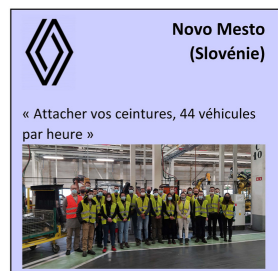 Novo Mesto
(Slovénie)
« Attacher vos ceintures, 44 véhicules
par heure »